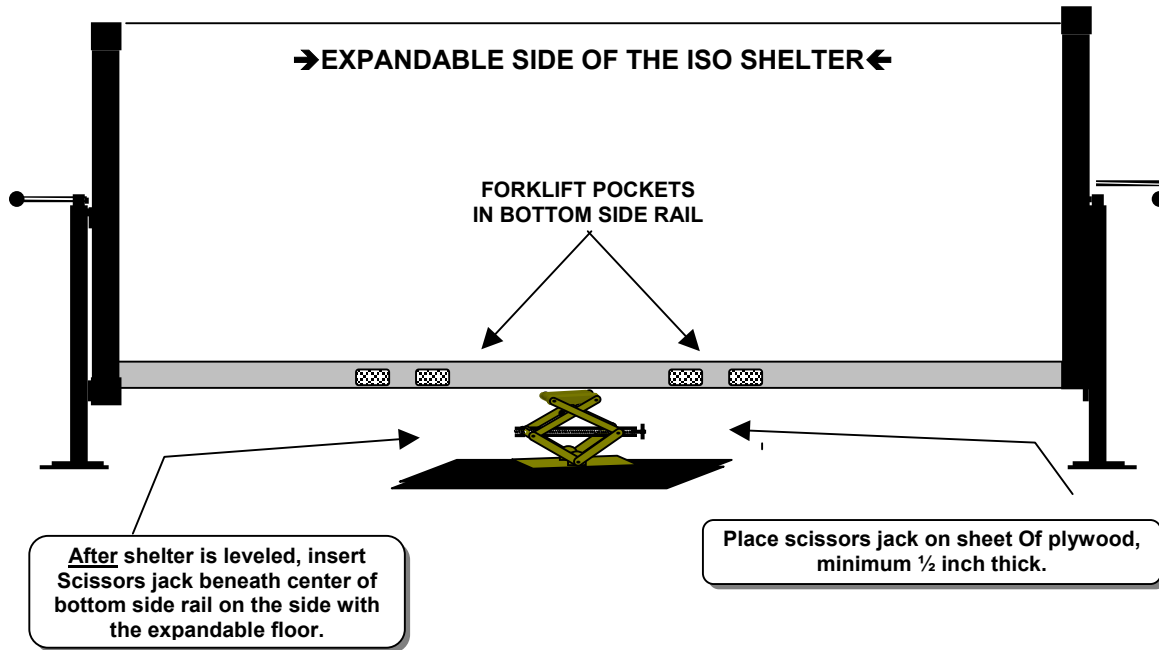 ➔EXPANDABLE SIDE OF THE ISO SHELTER🡸
FORKLIFT POCKETS
IN BOTTOM SIDE RAIL
After shelter is leveled, insert
Scissors jack beneath center of
bottom side rail on the side with
the expandable floor.
Place scissors jack on sheet Of plywood,
minimum ½ inch thick.